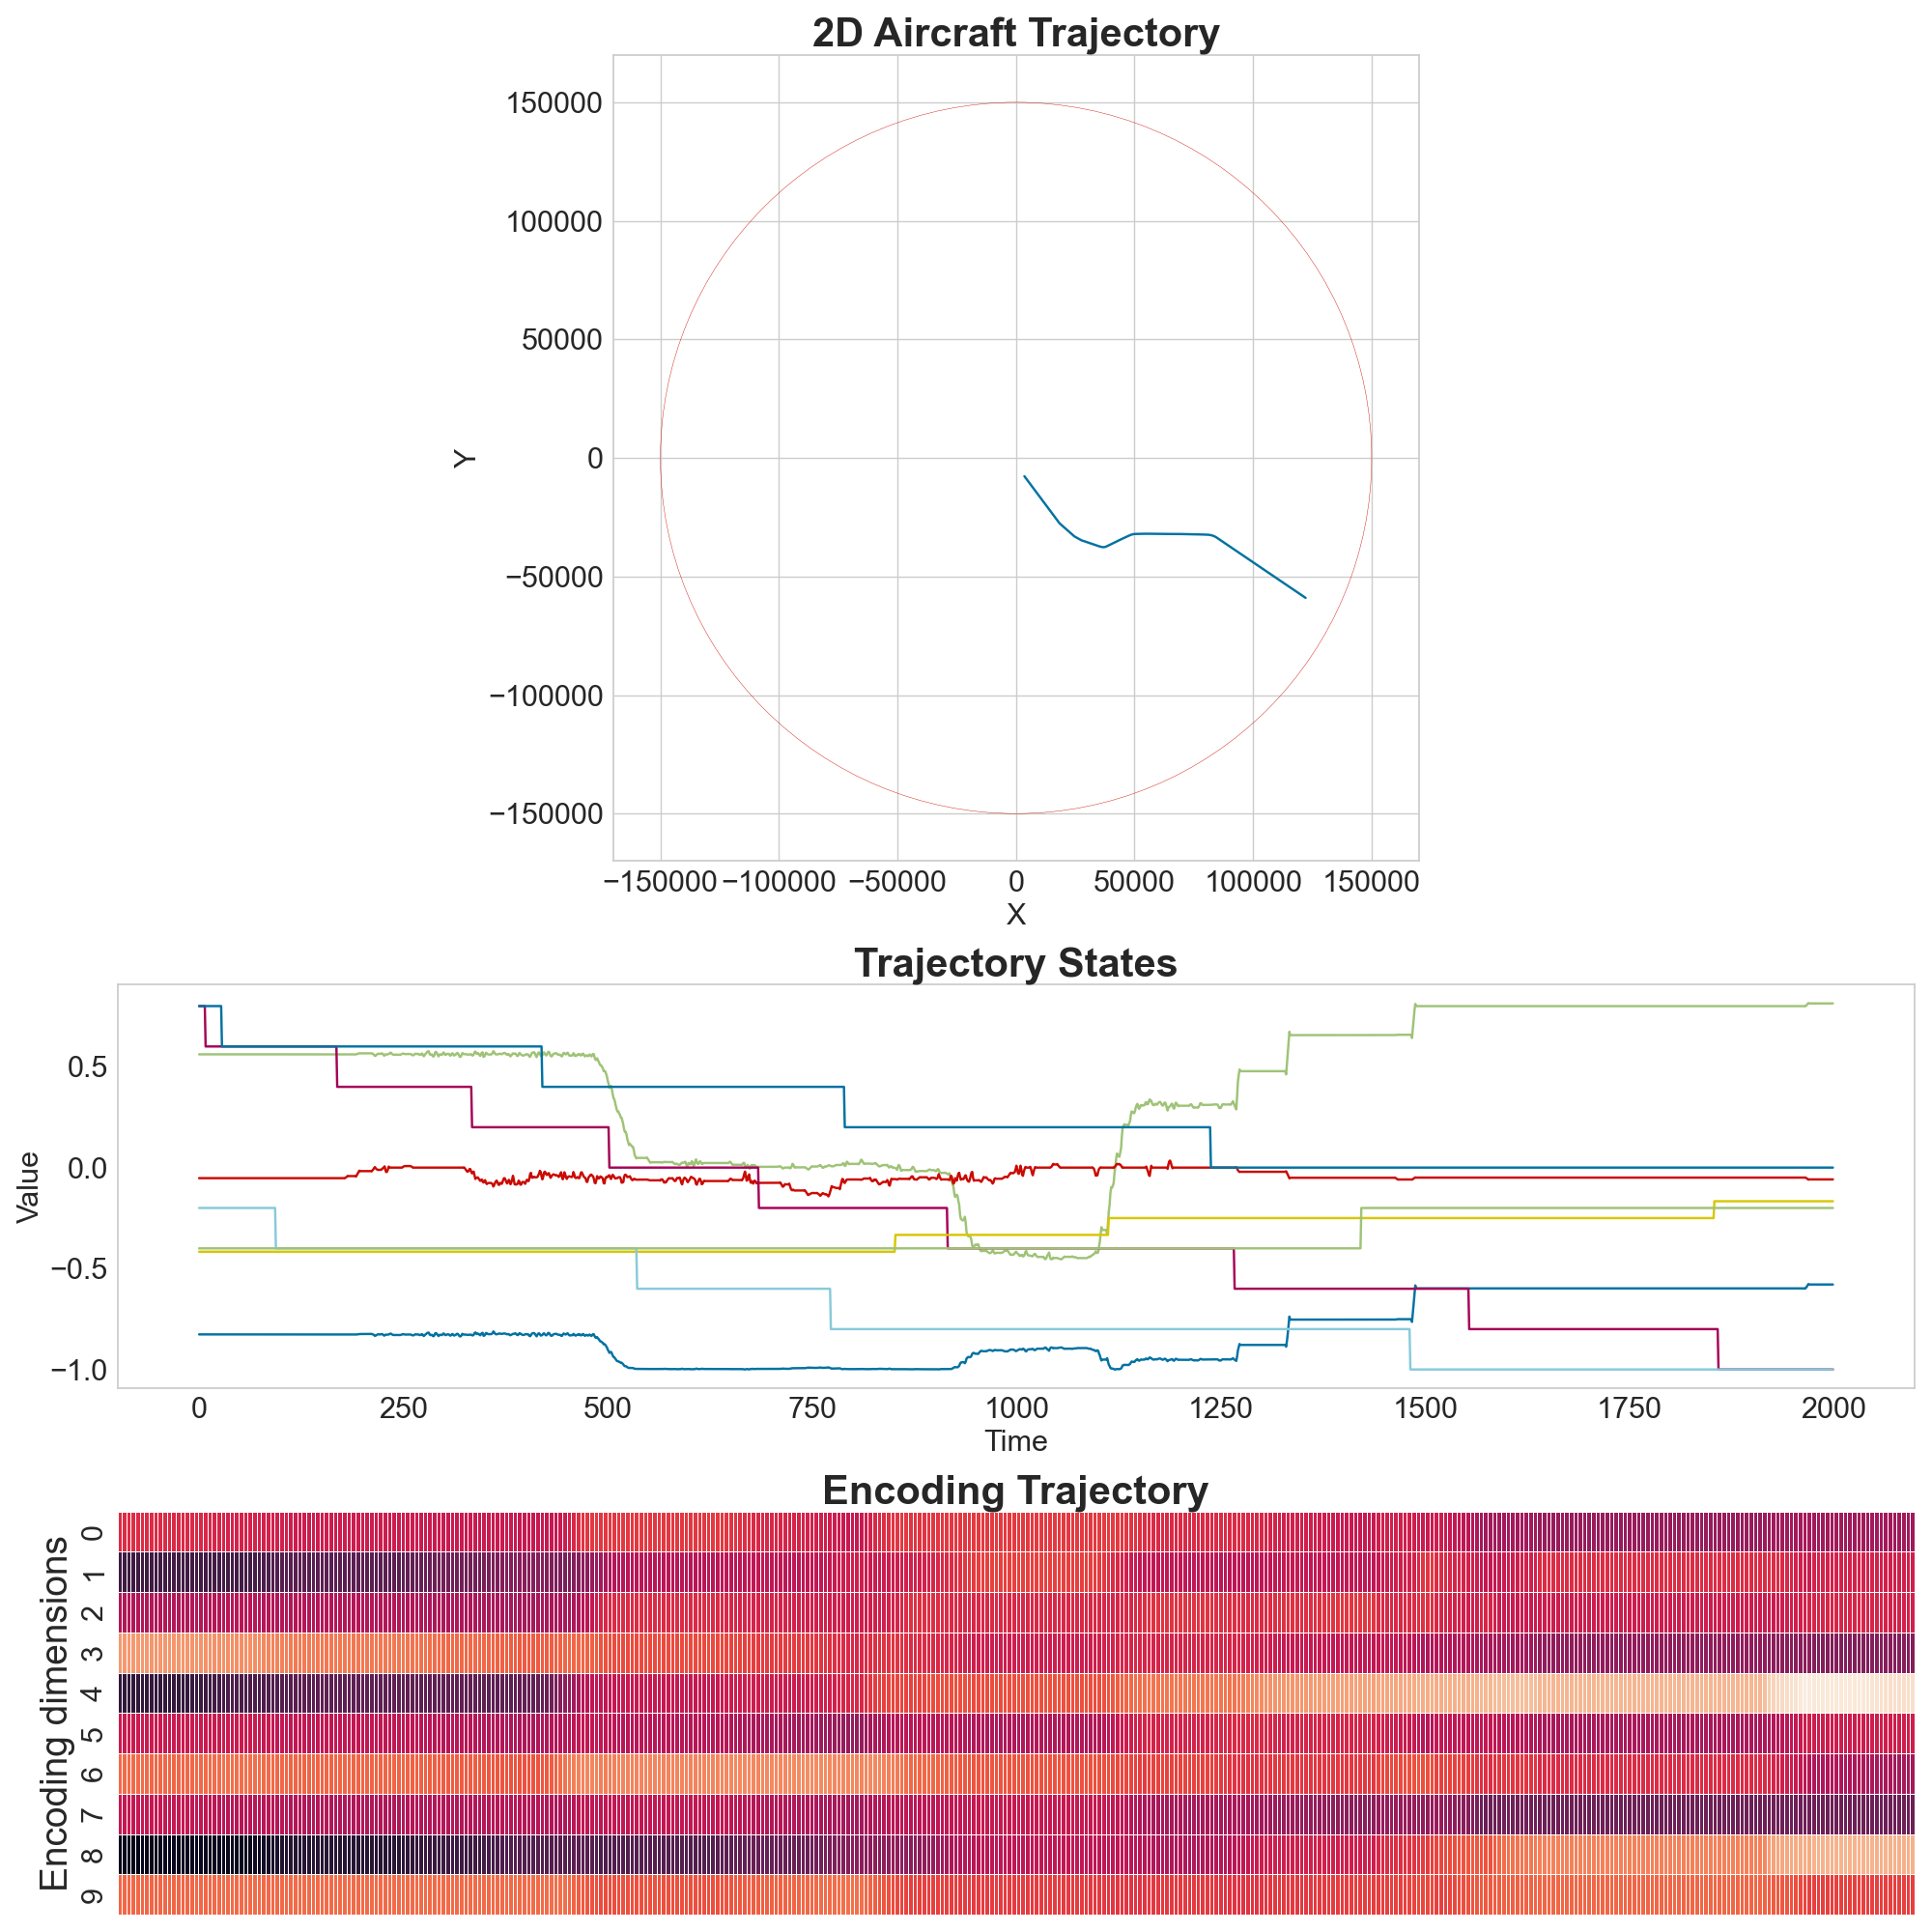 2D Aircraft Trajectory
150000
100000
50000
0
−50000
−100000
−150000
Y
−150000 −100000 −50000 0 50000 100000 150000
X
Trajectory States
0.5
0.0
−0.5
−1.0
Value
0 250 500 750 1000 1250 1500 1750 2000
Time
Encoding Trajectory
Encoding dimensions
0
1
2
3
4
5
6
7
8
9